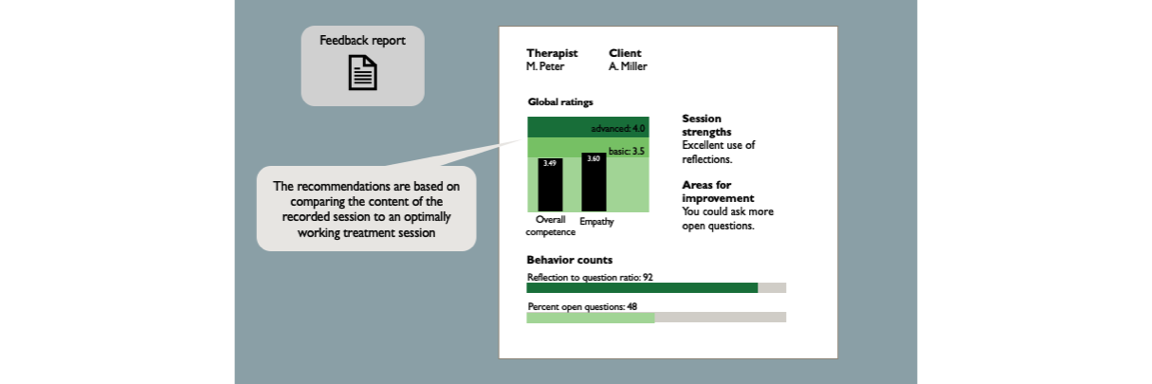 Feedback report
The recommendations are based on
comparing the content of the
recorded session to an optimally
working treatment session
Therapist
M. Peter
Client
A. Miller
Global ratings
advanced: 4.0
basic: 3.5
3.49
3.60
Overall
competence
Empathy
Session
strengths
Excellent use of
reflections.
Areas for
improvement
You could ask more
open questions.
Behavior counts
Reflection to question ratio: 92
Percent open questions: 48